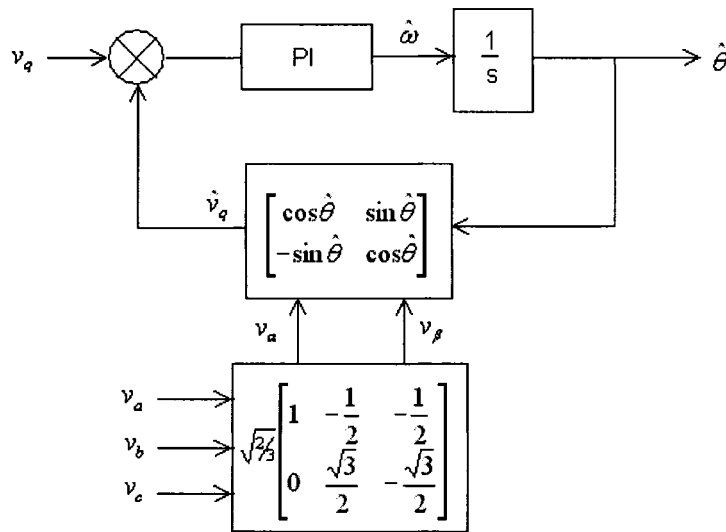 v_q
PI
ω̂
1/s
θ̂
v̂_q
[cosθ̂ sinθ̂
-sinθ̂ cosθ̂]
v_α
v_β
v_a
v_b
v_c
√2/3 [1 -1/2 -1/2
0 √3/2 -√3/2]